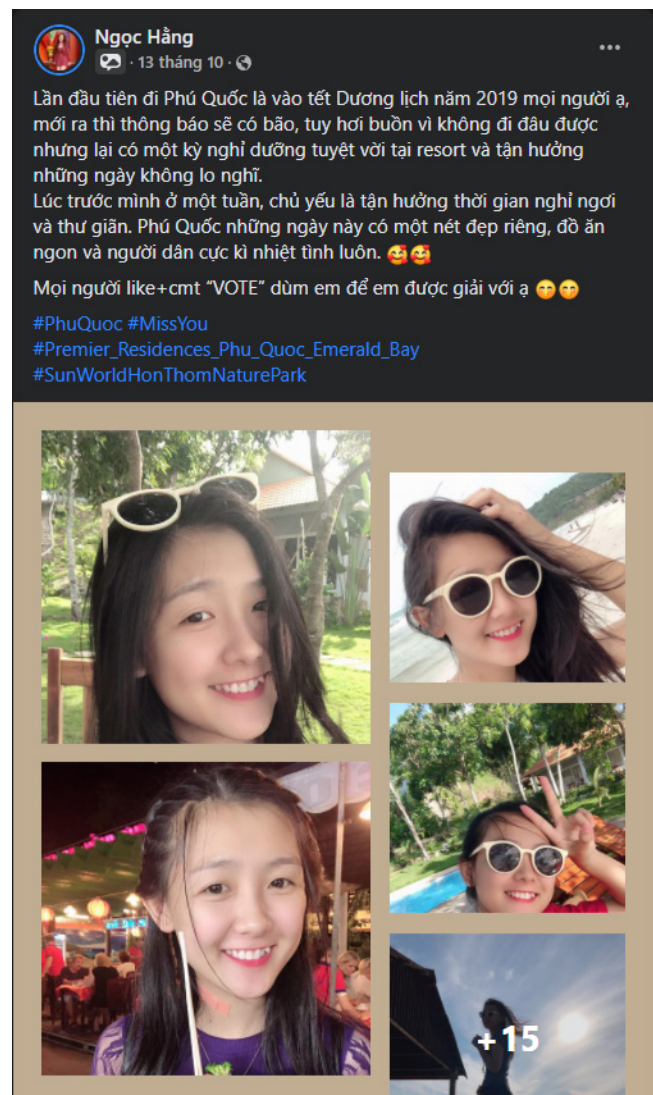 Ngọc Hằng
· 13 tháng 10 ·
Lần đầu tiên đi Phú Quốc là vào tết Dương lịch năm 2019 mọi người ạ,
mới ra thì thông báo sẽ có bão, tuy hơi buồn vì không đi đâu được
nhưng lại có một kỳ nghỉ dưỡng tuyệt vời tại resort và tận hưởng
những ngày không lo nghĩ.
Lúc trước mình ở một tuần, chủ yếu là tận hưởng thời gian nghỉ ngơi
và thư giãn. Phú Quốc những ngày này có một nét đẹp riêng, đồ ăn
ngon và người dân cực kì nhiệt tình luôn. 🥰🥰
Mọi người like+cmt “VOTE” dùm em để em được giải với ạ 😁😁
#PhuQuoc #MissYou
#Premier_Residences_Phu_Quoc_Emerald_Bay
#SunWorldHonThomNaturePark
+15